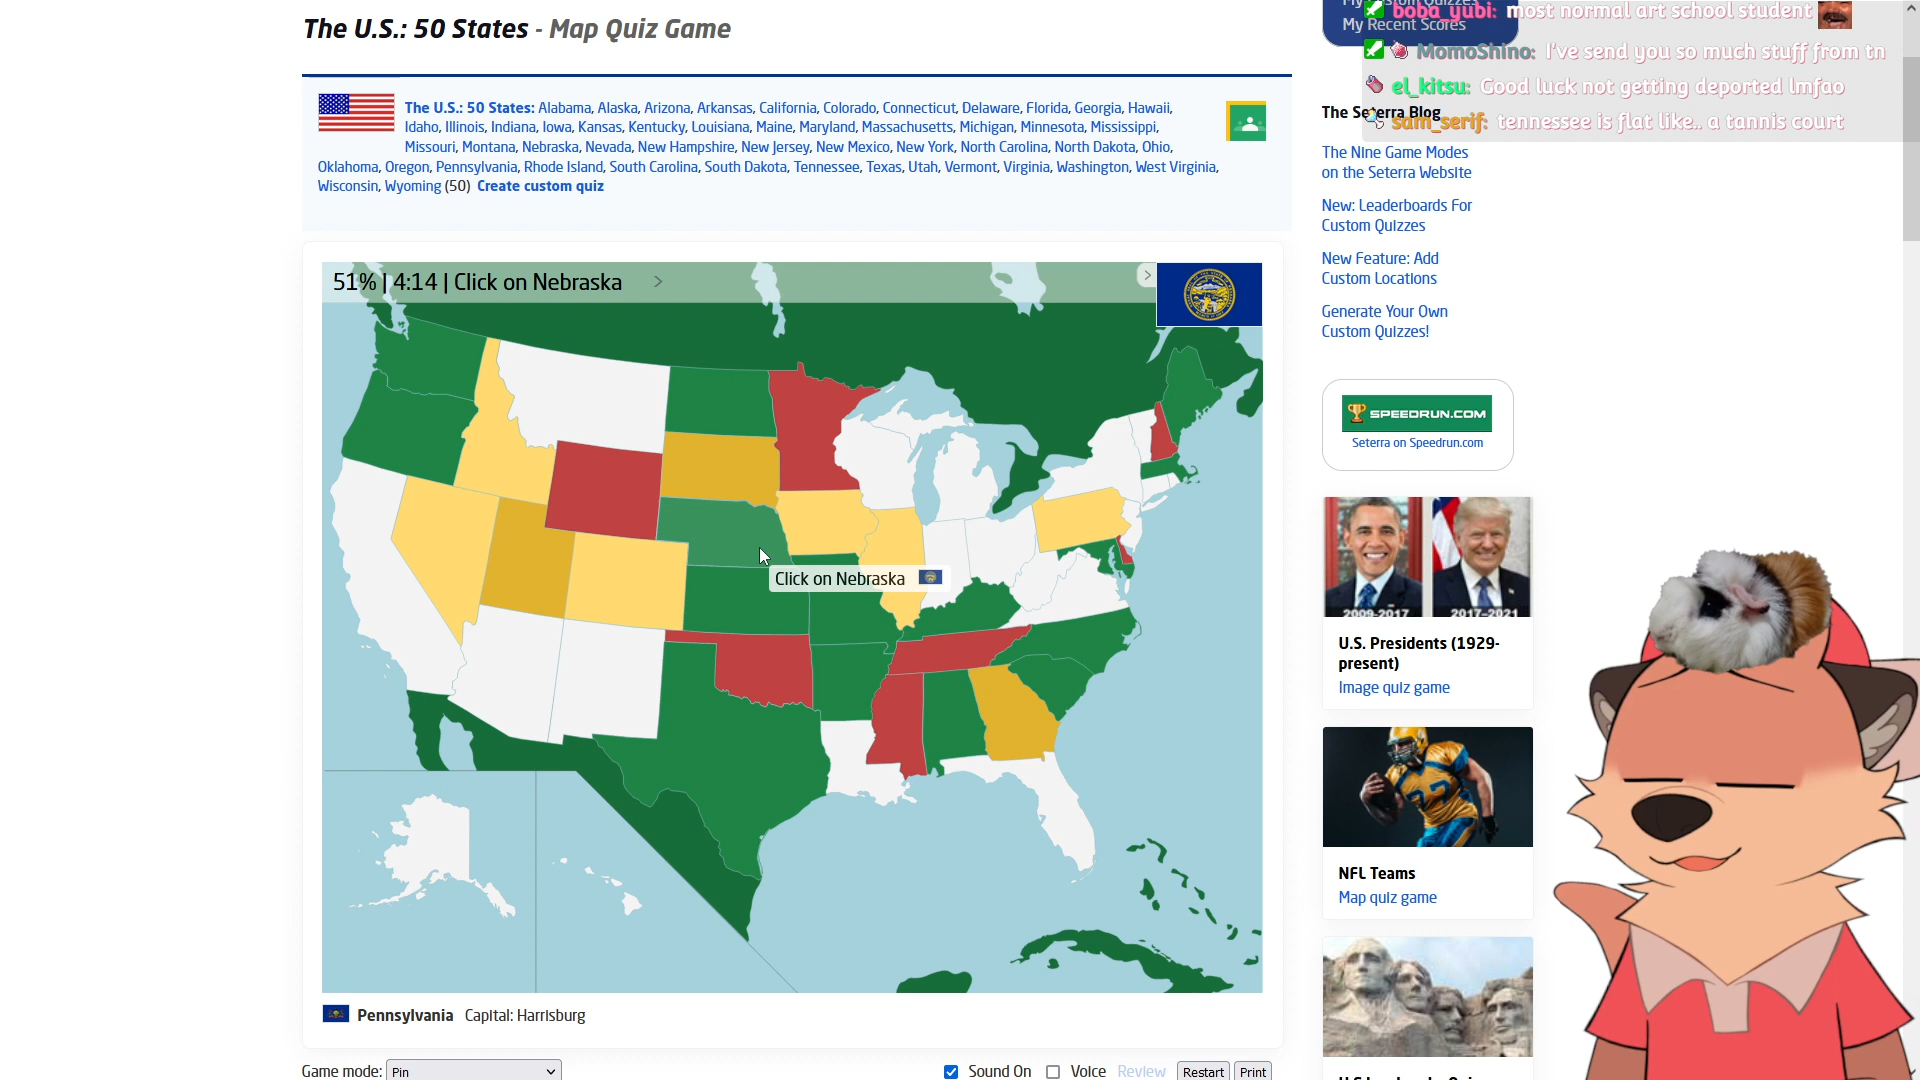 The U.S.: 50 States - Map Quiz Game
The U.S.: 50 States: Alabama, Alaska, Arizona, Arkansas, California, Colorado, Connecticut, Delaware, Florida, Georgia, Hawaii,
Idaho, Illinois, Indiana, Iowa, Kansas, Kentucky, Louisiana, Maine, Maryland, Massachusetts, Michigan, Minnesota, Mississippi,
Missouri, Montana, Nebraska, Nevada, New Hampshire, New Jersey, New Mexico, New York, North Carolina, North Dakota, Ohio,
Oklahoma, Oregon, Pennsylvania, Rhode Island, South Carolina, South Dakota, Tennessee, Texas, Utah, Vermont, Virginia, Washington, West Virginia,
Wisconsin, Wyoming (50) Create custom quiz
51% | 4:14 | Click on Nebraska >
Click on Nebraska
Pennsylvania Capital: Harrisburg
Game mode: Pin
Sound On Voice Review Restart Print
My Recent Scores
boba_yubi: most normal art school student
MomoShino: I've send you so much stuff from tn
el_kitsu: Good luck not getting deported lmfao
sam_serif: tennessee is flat like.. a tannis court
The Seterra Blog
The Nine Game Modes
on the Seterra Website
New: Leaderboards For
Custom Quizzes
New Feature: Add
Custom Locations
Generate Your Own
Custom Quizzes!
SPEEDRUN.COM
Seterra on Speedrun.com
2009-2017 2017-2021
U.S. Presidents (1929-
present)
Image quiz game
NFL Teams
Map quiz game